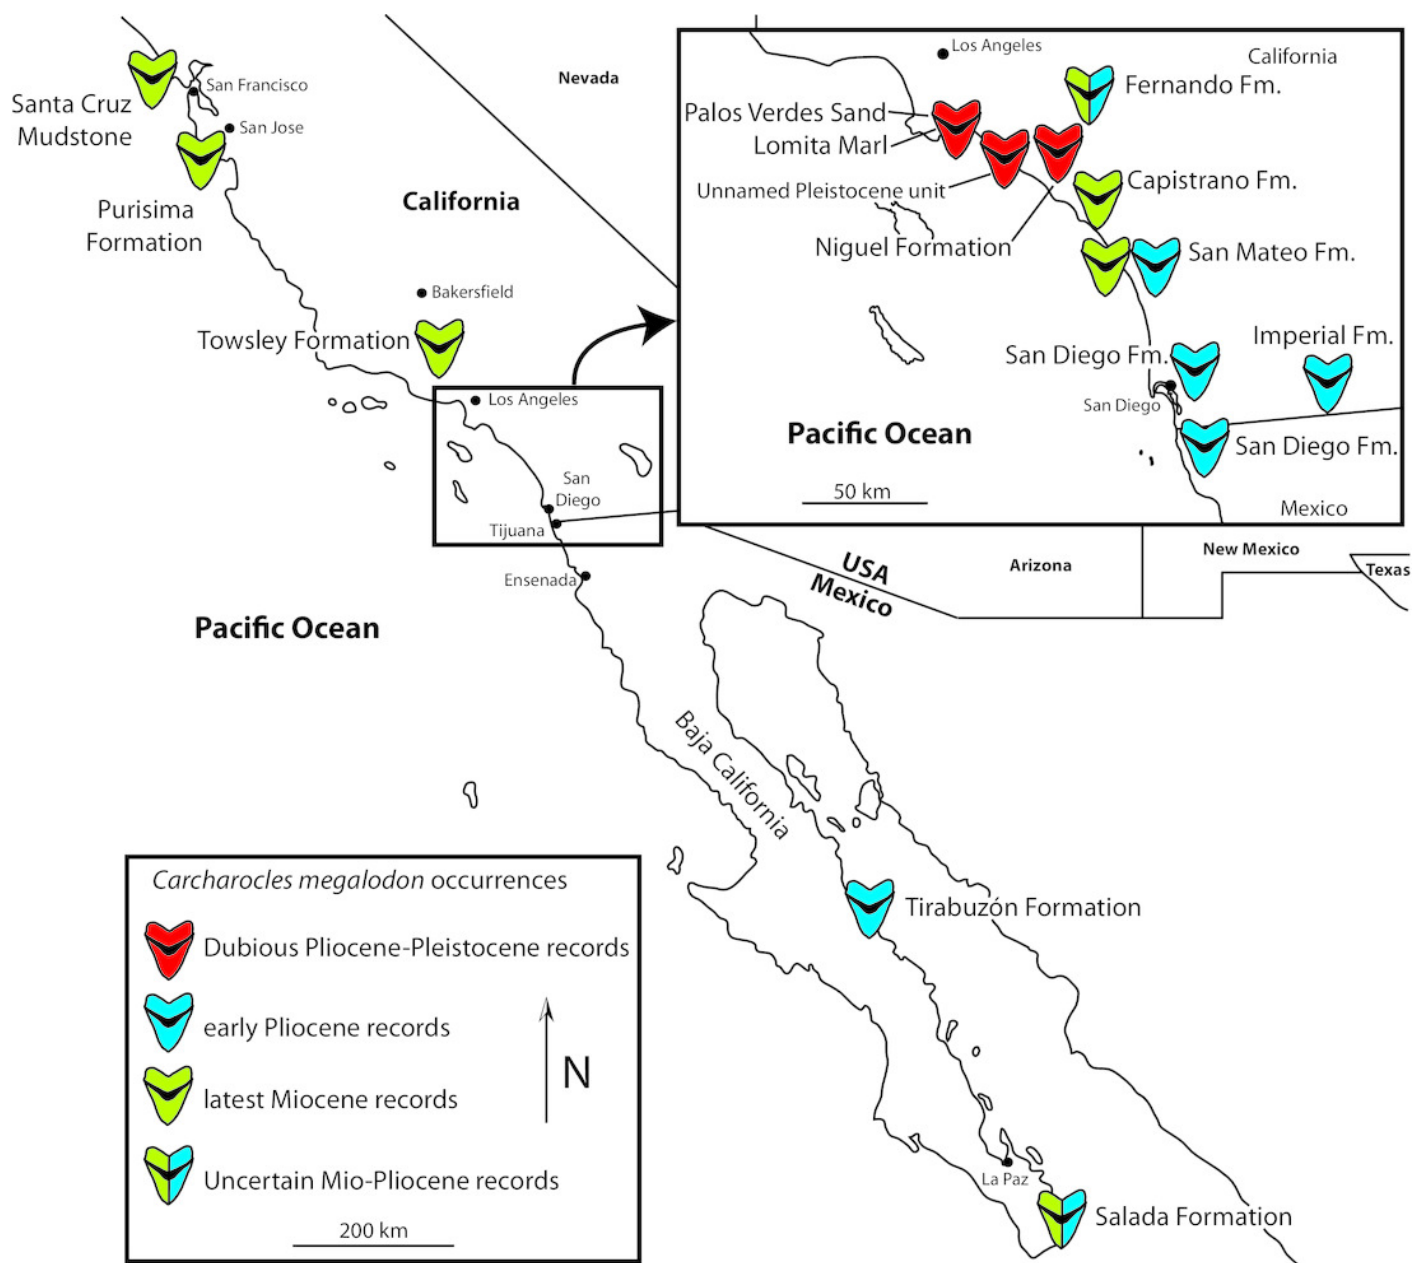 Santa Cruz
Mudstone
San Francisco
San Jose
Purisima
Formation
Nevada
California
Bakersfield
Towsley Formation
Los Angeles
San
Diego
Tijuana
Ensenada
Pacific Ocean
Los Angeles
California
Fernando Fm.
Palos Verdes Sand
Lomita Marl
Unnamed Pleistocene unit
Capistrano Fm.
Niguel Formation
San Mateo Fm.
Imperial Fm.
San Diego Fm.
San Diego
Pacific Ocean
San Diego Fm.
50 km
Mexico
USA
Mexico
Arizona
New Mexico
Texas
Baja California
Tirabuzón Formation
La Paz
Salada Formation
Carcharocles megalodon occurrences
Dubious Pliocene-Pleistocene records
early Pliocene records
latest Miocene records
Uncertain Mio-Pliocene records
N
200 km